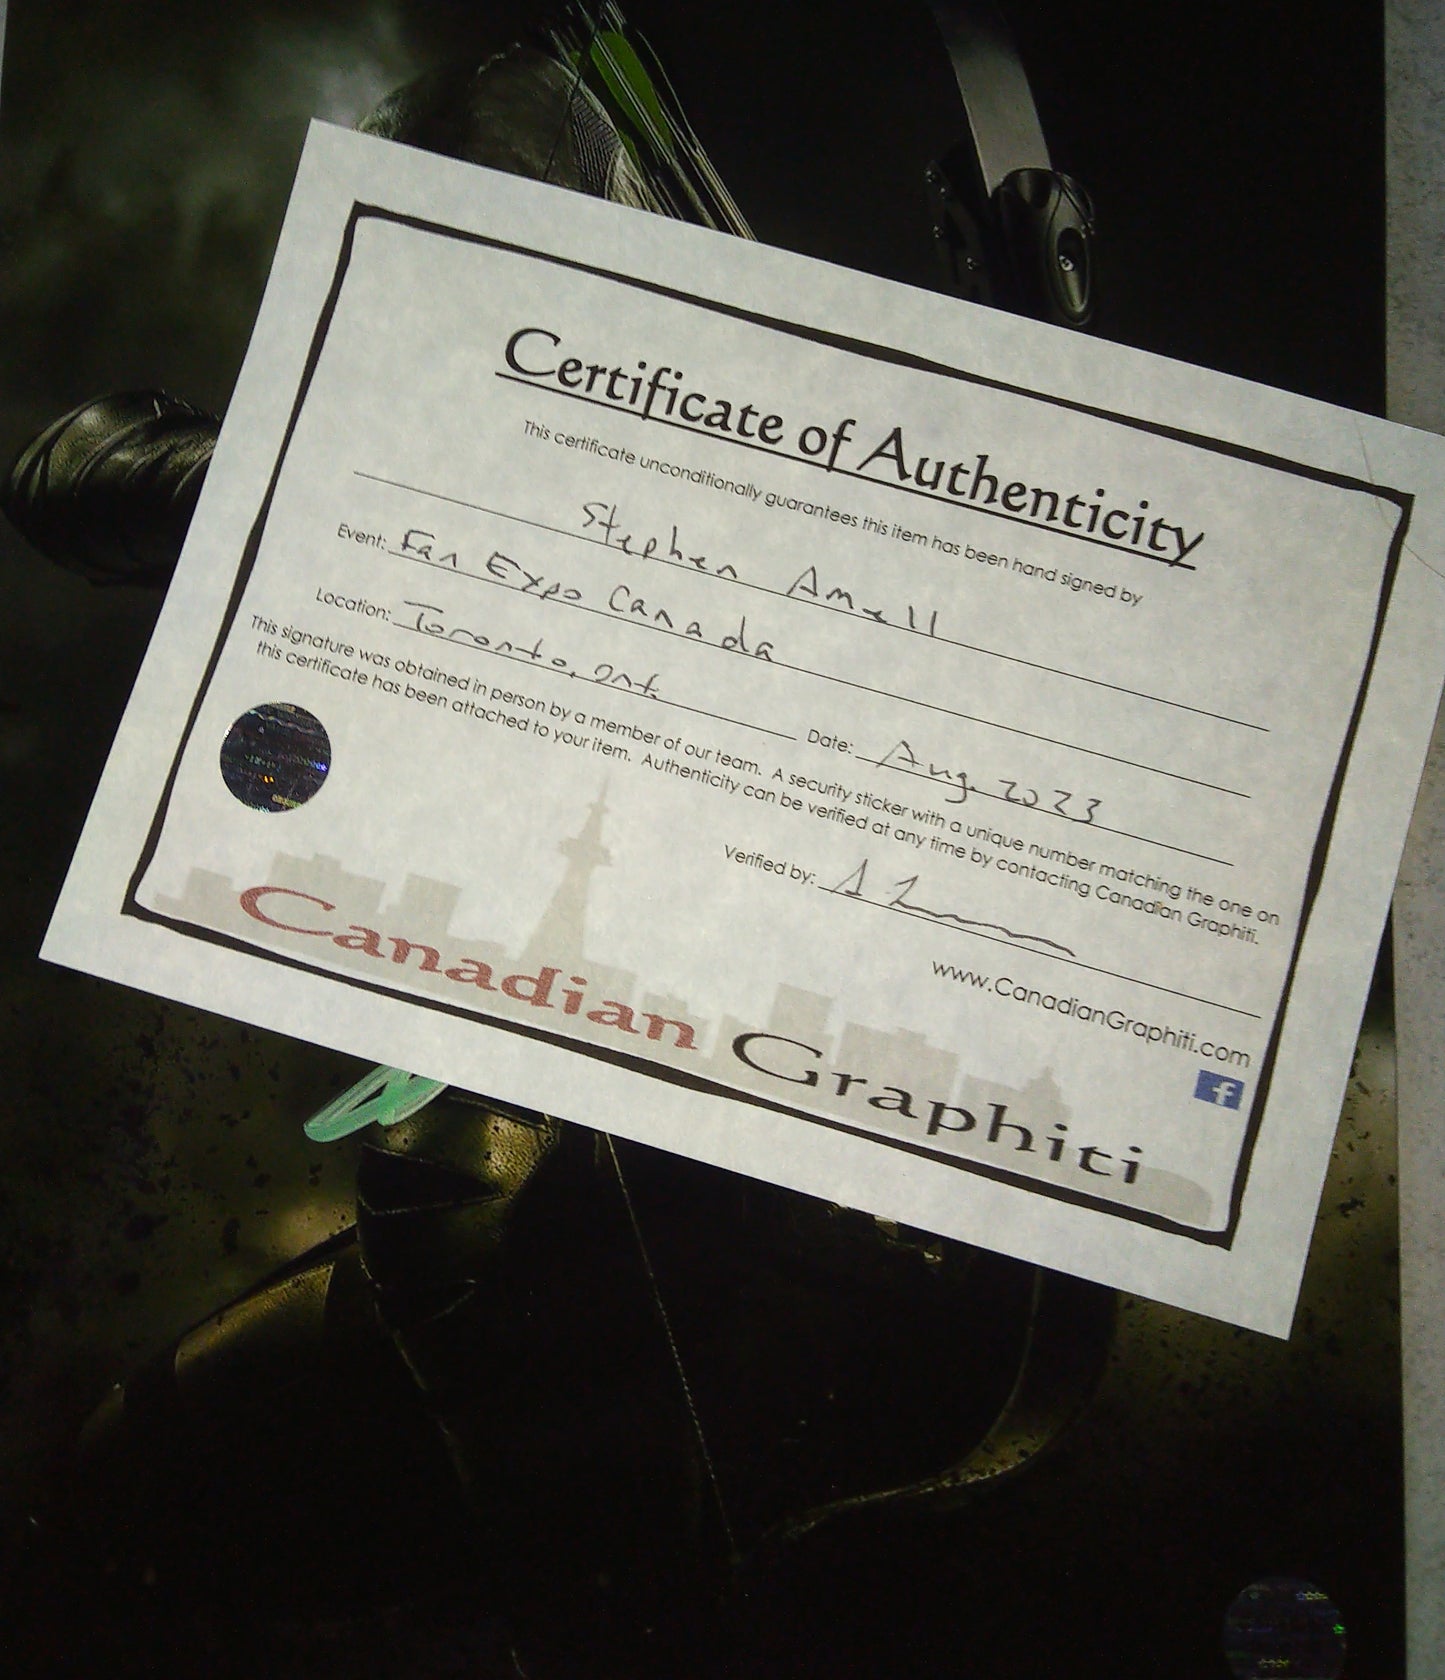 Certificate of Authenticity
This certificate unconditionally guarantees this item has been hand signed by
Stephen Amell
Event: Fan Expo Canada
Location: Toronto, Ont. Date: Aug. 2023
This signature was obtained in person by a member of our team. A security sticker with a unique number matching the one on
this certificate has been attached to your item. Authenticity can be verified at any time by contacting Canadian Graphiti.
Verified by:
www.CanadianGraphiti.com
f
Canadian Graphiti